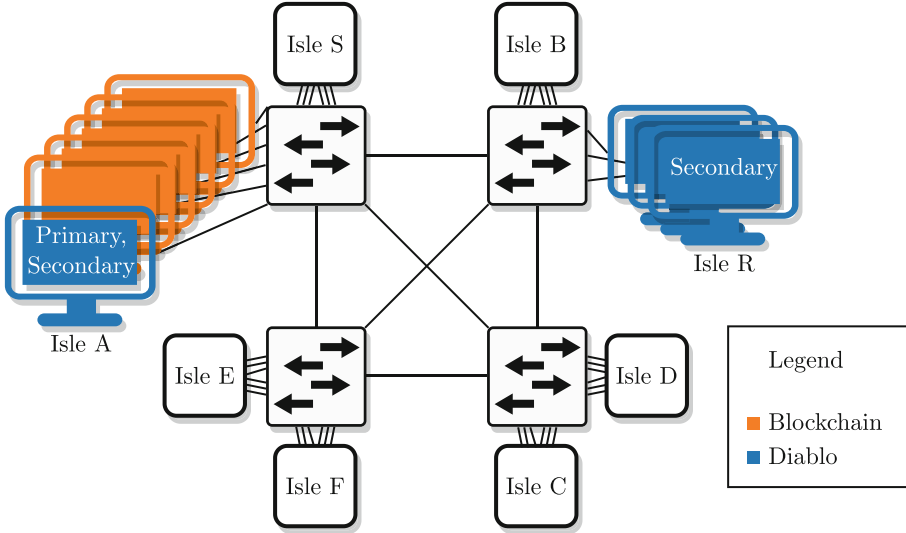 Isle S
Isle B
Primary,
Secondary
Isle A
Secondary
Isle R
Isle E
Isle D
Isle F
Isle C
Legend
Blockchain
Diablo